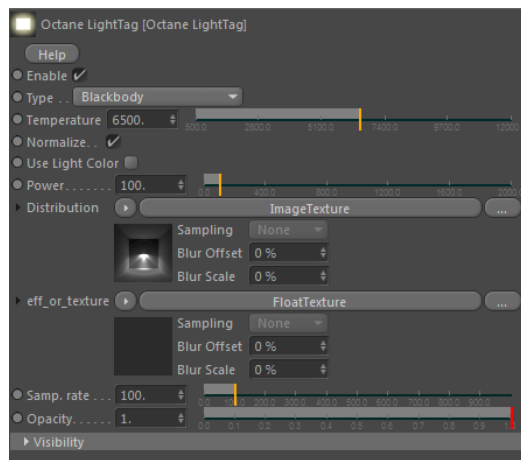 Octane LightTag [Octane LightTag]
Help
Enable
Type . . Blackbody
Temperature 6500. 500.0 2800.0 5100.0 7400.0 9700.0 12000
Normalize. .
Use Light Color
Power. . . . . . . 100. 0.0 400.0 800.0 1200.0 1600.0 2000.0
Distribution ImageTexture ...
Sampling None
Blur Offset 0 %
Blur Scale 0 %
eff_or_texture FloatTexture ...
Sampling None
Blur Offset 0 %
Blur Scale 0 %
Samp. rate . . . 100. 0.0 100.0 200.0 300.0 400.0 500.0 600.0 700.0 800.0 900.0
Opacity. . . . . . 1. 0.0 0.1 0.2 0.3 0.4 0.5 0.6 0.7 0.8 0.9 1.0
Visibility